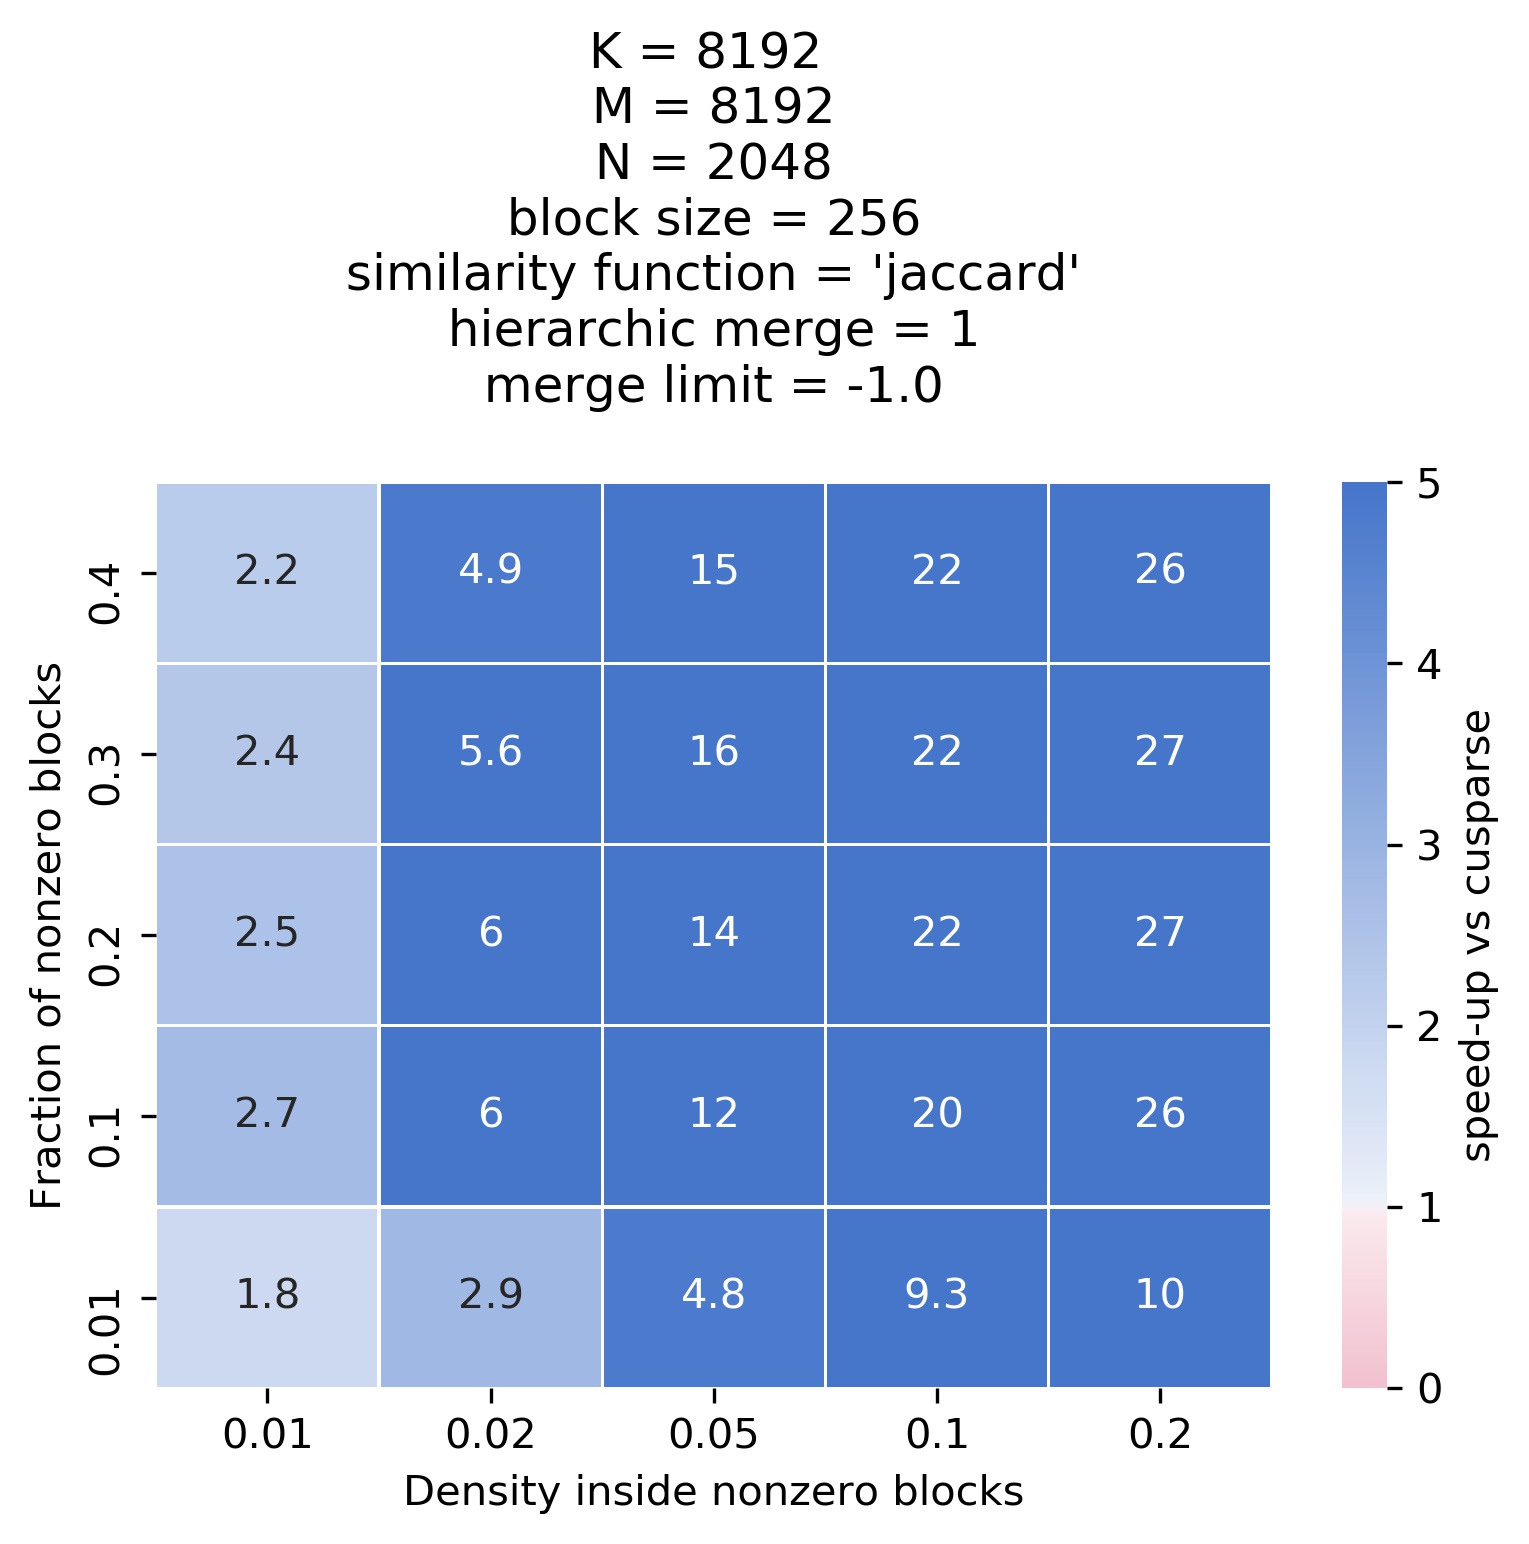 K = 8192
M = 8192
N = 2048
block size = 256
similarity function = 'jaccard'
hierarchic merge = 1
merge limit = -1.0
Fraction of nonzero blocks
0.4
2.2 4.9 15 22 26
0.3
2.4 5.6 16 22 27
0.2
2.5 6 14 22 27
0.1
2.7 6 12 20 26
0.01
1.8 2.9 4.8 9.3 10
0.01 0.02 0.05 0.1 0.2
Density inside nonzero blocks
5
4
3
2
1
0
speed-up vs cusparse